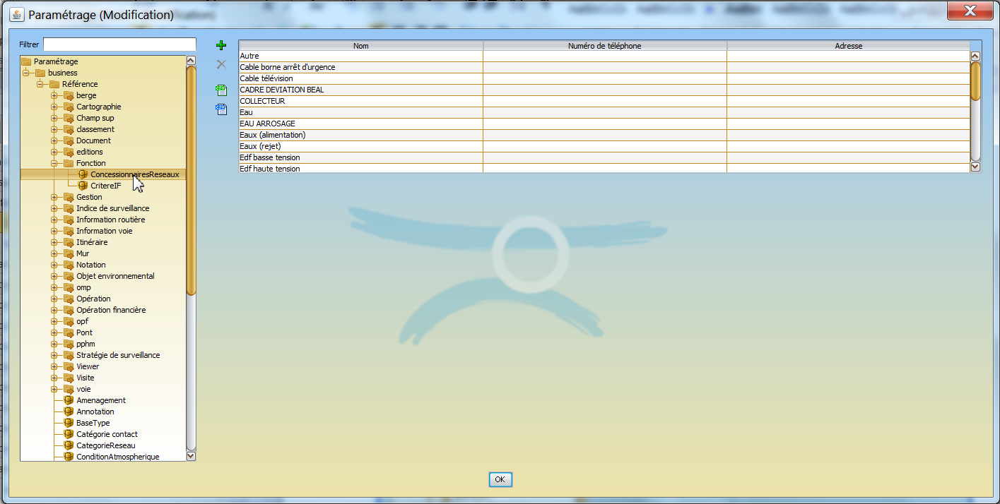 Paramétrage (Modification)
Filtrer
Paramétrage
business
Référence
berge
Cartographie
Champ sup
classement
Document
editions
Fonction
ConcessionnairesReseaux
CritereIF
Gestion
Indice de surveillance
Information routière
Information voie
Itinéraire
Mur
Notation
Objet environnemental
omp
Opération
Opération financière
opf
Pont
pphm
Stratégie de surveillance
Viewer
Visite
voie
Amenagement
Annotation
BaseType
Catégorie contact
CategorieReseau
ConditionAtmospherique
Nom Numéro de téléphone Adresse
Autre
Cable borne arrêt d'urgence
Cable télévision
CADRE DEVIATION BEAL
COLLECTEUR
Eau
EAU ARROSAGE
Eaux (alimentation)
Eaux (rejet)
Edf basse tension
Edf haute tension
OK